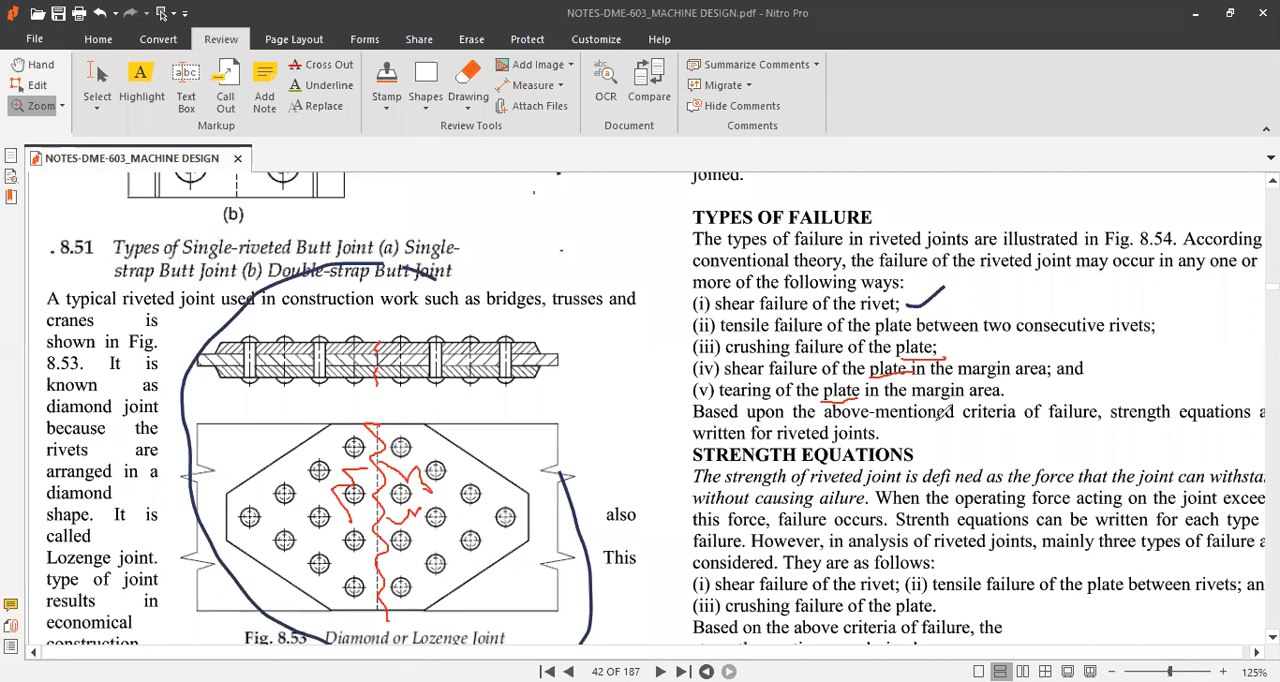 NOTES-DME-603_MACHINE DESIGN.pdf - Nitro Pro
File Home Convert Review Page Layout Forms Share Erase Protect Customize Help
Hand
Edit
Zoom
Select
Highlight
Text Box
Call Out
Add Note
Cross Out
Underline
Replace
Markup
Stamp
Shapes
Drawing
Add Image
Measure
Attach Files
Review Tools
OCR
Compare
Document
Summarize Comments
Migrate
Hide Comments
Comments
NOTES-DME-603_MACHINE DESIGN
(b)
. 8.51 Types of Single-riveted Butt Joint (a) Single-
strap Butt Joint (b) Double-strap Butt Joint
A typical riveted joint used in construction work such as bridges, trusses and
cranes is
shown in Fig.
8.53. It is
known as
diamond joint
because the
rivets are
arranged in a
diamond
shape. It is also
called
Lozenge joint. This
type of joint
results in
economical
construction
Fig. 8.53 Diamond or Lozenge Joint
joined.
TYPES OF FAILURE
The types of failure in riveted joints are illustrated in Fig. 8.54. According
conventional theory, the failure of the riveted joint may occur in any one or
more of the following ways:
(i) shear failure of the rivet;
(ii) tensile failure of the plate between two consecutive rivets;
(iii) crushing failure of the plate;
(iv) shear failure of the plate in the margin area; and
(v) tearing of the plate in the margin area.
Based upon the above-mentioned criteria of failure, strength equations a
written for riveted joints.
STRENGTH EQUATIONS
The strength of riveted joint is defi ned as the force that the joint can withsta
without causing ailure. When the operating force acting on the joint excee
this force, failure occurs. Strenth equations can be written for each type
failure. However, in analysis of riveted joints, mainly three types of failure a
considered. They are as follows:
(i) shear failure of the rivet; (ii) tensile failure of the plate between rivets; an
(iii) crushing failure of the plate.
Based on the above criteria of failure, the
42 OF 187
125%